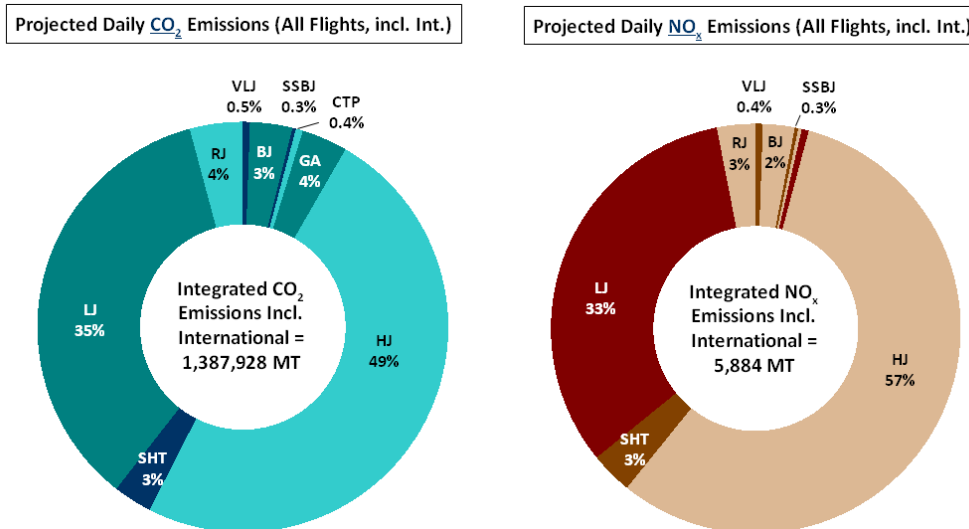 Projected Daily CO₂ Emissions (All Flights, incl. Int.)
VLJ
0.5%
SSBJ
0.3%
CTP
0.4%
RJ
4%
BJ
3%
GA
4%
LJ
35%
Integrated CO₂
Emissions Incl.
International =
1,387,928 MT
HJ
49%
SHT
3%
Projected Daily NOₓ Emissions (All Flights, incl. Int.)
VLJ
0.4%
SSBJ
0.3%
RJ
3%
BJ
2%
LJ
33%
Integrated NOₓ
Emissions Incl.
International =
5,884 MT
HJ
57%
SHT
3%